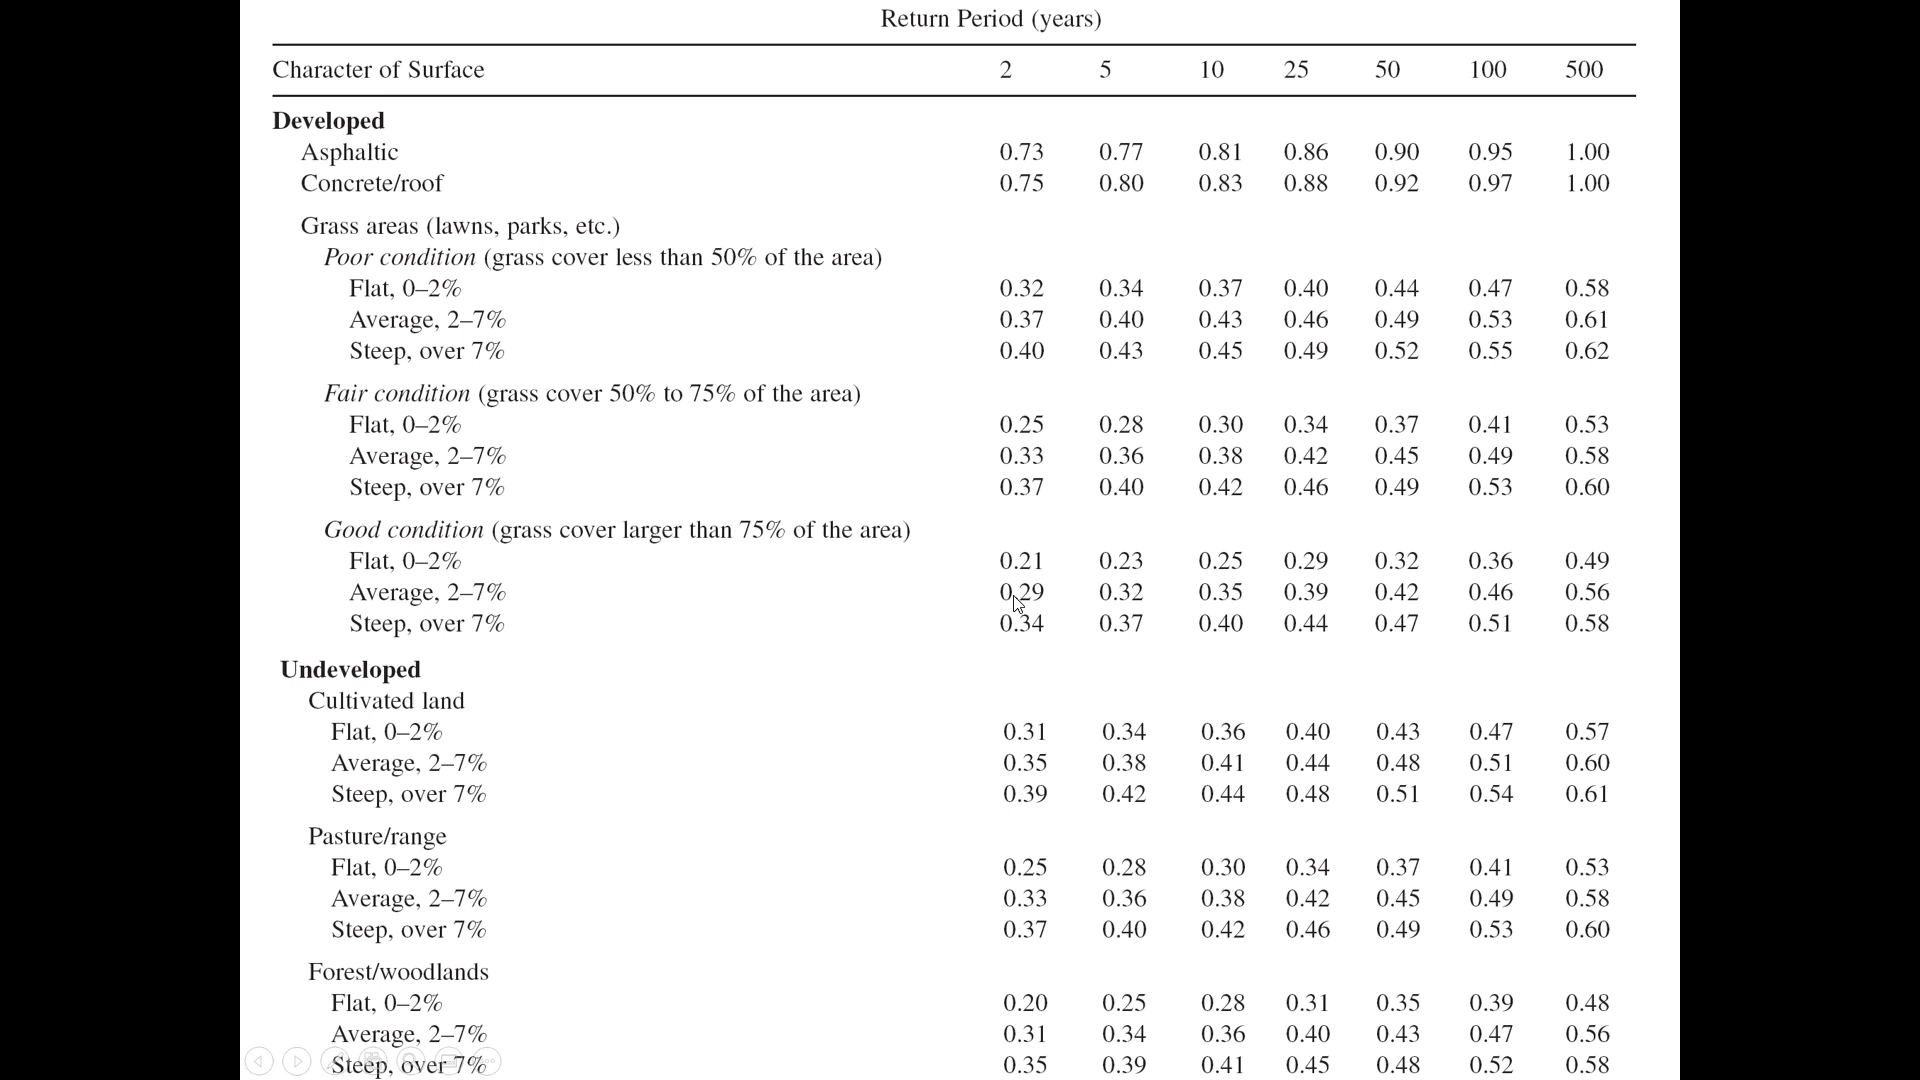 Return Period (years)
Character of Surface 2 5 10 25 50 100 500
Developed
Asphaltic 0.73 0.77 0.81 0.86 0.90 0.95 1.00
Concrete/roof 0.75 0.80 0.83 0.88 0.92 0.97 1.00
Grass areas (lawns, parks, etc.)
Poor condition (grass cover less than 50% of the area)
Flat, 0–2% 0.32 0.34 0.37 0.40 0.44 0.47 0.58
Average, 2–7% 0.37 0.40 0.43 0.46 0.49 0.53 0.61
Steep, over 7% 0.40 0.43 0.45 0.49 0.52 0.55 0.62
Fair condition (grass cover 50% to 75% of the area)
Flat, 0–2% 0.25 0.28 0.30 0.34 0.37 0.41 0.53
Average, 2–7% 0.33 0.36 0.38 0.42 0.45 0.49 0.58
Steep, over 7% 0.37 0.40 0.42 0.46 0.49 0.53 0.60
Good condition (grass cover larger than 75% of the area)
Flat, 0–2% 0.21 0.23 0.25 0.29 0.32 0.36 0.49
Average, 2–7% 0.29 0.32 0.35 0.39 0.42 0.46 0.56
Steep, over 7% 0.34 0.37 0.40 0.44 0.47 0.51 0.58
Undeveloped
Cultivated land
Flat, 0–2% 0.31 0.34 0.36 0.40 0.43 0.47 0.57
Average, 2–7% 0.35 0.38 0.41 0.44 0.48 0.51 0.60
Steep, over 7% 0.39 0.42 0.44 0.48 0.51 0.54 0.61
Pasture/range
Flat, 0–2% 0.25 0.28 0.30 0.34 0.37 0.41 0.53
Average, 2–7% 0.33 0.36 0.38 0.42 0.45 0.49 0.58
Steep, over 7% 0.37 0.40 0.42 0.46 0.49 0.53 0.60
Forest/woodlands
Flat, 0–2% 0.20 0.25 0.28 0.31 0.35 0.39 0.48
Average, 2–7% 0.31 0.34 0.36 0.40 0.43 0.47 0.56
Steep, over 7% 0.35 0.39 0.41 0.45 0.48 0.52 0.58